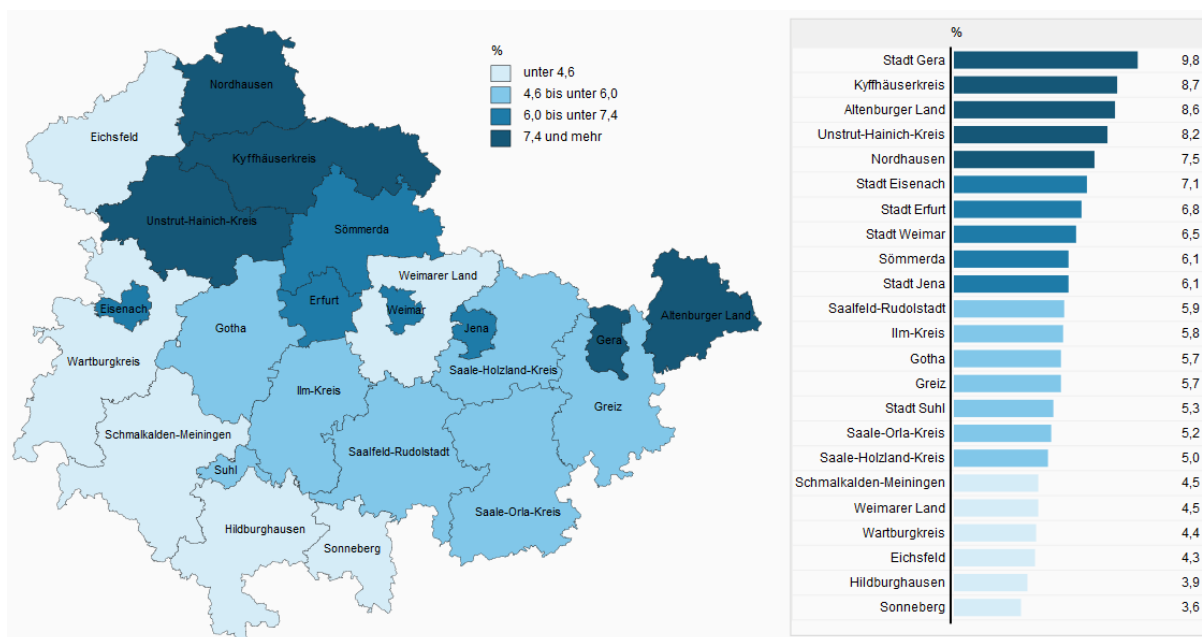 %
unter 4,6
4,6 bis unter 6,0
6,0 bis unter 7,4
7,4 und mehr
Nordhausen
Eichsfeld
Kyffhäuserkreis
Unstrut-Hainich-Kreis
Sömmerda
Weimarer Land
Eisenach
Erfurt
Weimar
Altenburger Land
Gotha
Jena
Gera
Wartburgkreis
Saale-Holzland-Kreis
Ilm-Kreis
Greiz
Schmalkalden-Meiningen
Saalfeld-Rudolstadt
Suhl
Saale-Orla-Kreis
Hildburghausen
Sonneberg
%
Stadt Gera 9,8
Kyffhäuserkreis 8,7
Altenburger Land 8,6
Unstrut-Hainich-Kreis 8,2
Nordhausen 7,5
Stadt Eisenach 7,1
Stadt Erfurt 6,8
Stadt Weimar 6,5
Sömmerda 6,1
Stadt Jena 6,1
Saalfeld-Rudolstadt 5,9
Ilm-Kreis 5,8
Gotha 5,7
Greiz 5,7
Stadt Suhl 5,3
Saale-Orla-Kreis 5,2
Saale-Holzland-Kreis 5,0
Schmalkalden-Meiningen 4,5
Weimarer Land 4,5
Wartburgkreis 4,4
Eichsfeld 4,3
Hildburghausen 3,9
Sonneberg 3,6